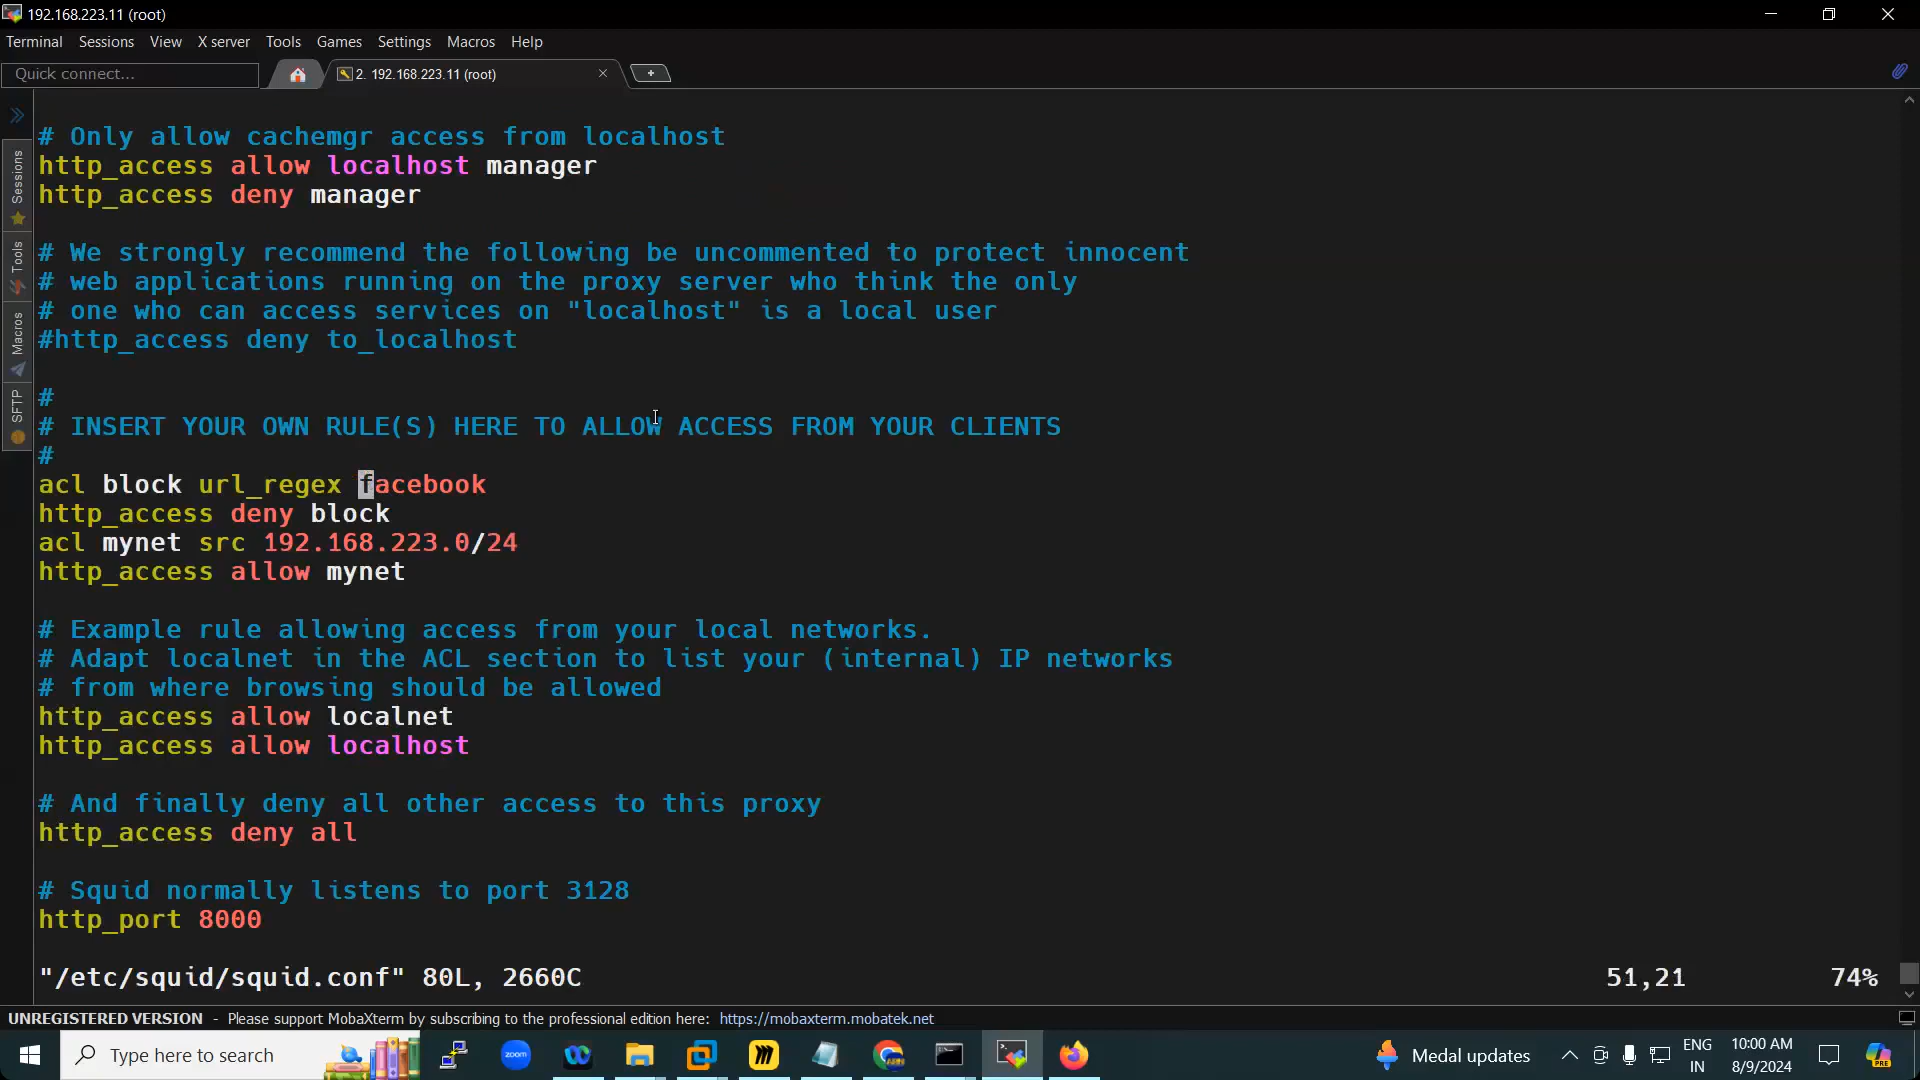 192.168.223.11 (root)
Terminal Sessions View X server Tools Games Settings Macros Help
Quick connect...
2. 192.168.223.11 (root)
Sessions
Tools
Macros
SFTP
# Only allow cachemgr access from localhost
http_access allow localhost manager
http_access deny manager
# We strongly recommend the following be uncommented to protect innocent
# web applications running on the proxy server who think the only
# one who can access services on "localhost" is a local user
#http_access deny to_localhost
#
# INSERT YOUR OWN RULE(S) HERE TO ALLOW ACCESS FROM YOUR CLIENTS
#
acl block url_regex facebook
http_access deny block
acl mynet src 192.168.223.0/24
http_access allow mynet
# Example rule allowing access from your local networks.
# Adapt localnet in the ACL section to list your (internal) IP networks
# from where browsing should be allowed
http_access allow localnet
http_access allow localhost
# And finally deny all other access to this proxy
http_access deny all
# Squid normally listens to port 3128
http_port 8000
"/etc/squid/squid.conf" 80L, 2660C 51,21 74%
UNREGISTERED VERSION - Please support MobaXterm by subscribing to the professional edition here: https://mobaxterm.mobatek.net
Type here to search
zoom
Medal updates
ENG
IN
10:00 AM
8/9/2024
PRE